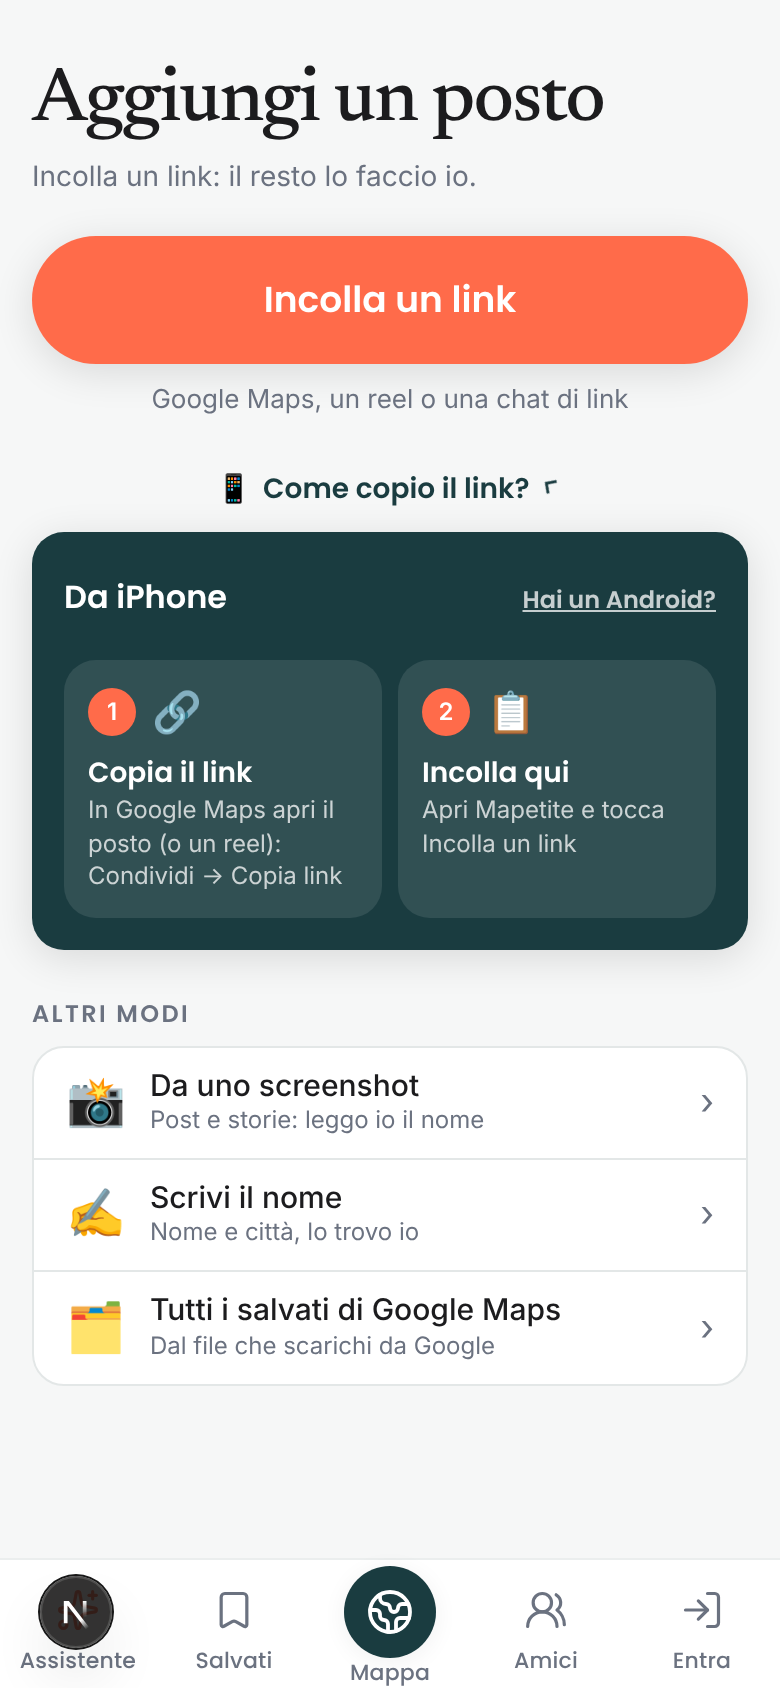 Aggiungi un posto
Incolla un link: il resto lo faccio io.
Incolla un link
Google Maps, un reel o una chat di link
Come copio il link?
Da iPhone
Hai un Android?
1
Copia il link
In Google Maps apri il
posto (o un reel):
Condividi → Copia link
2
Incolla qui
Apri Mapetite e tocca
Incolla un link
ALTRI MODI
Da uno screenshot
Post e storie: leggo io il nome
Scrivi il nome
Nome e città, lo trovo io
Tutti i salvati di Google Maps
Dal file che scarichi da Google
N
Assistente
Salvati
Mappa
Amici
Entra